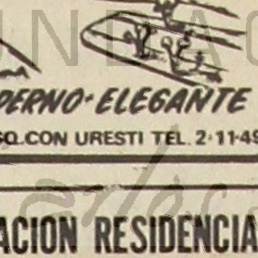 DERNO-ELEGANTE
SQ. CON URESTI TEL. 2-11-49
ACION RESIDENCIA